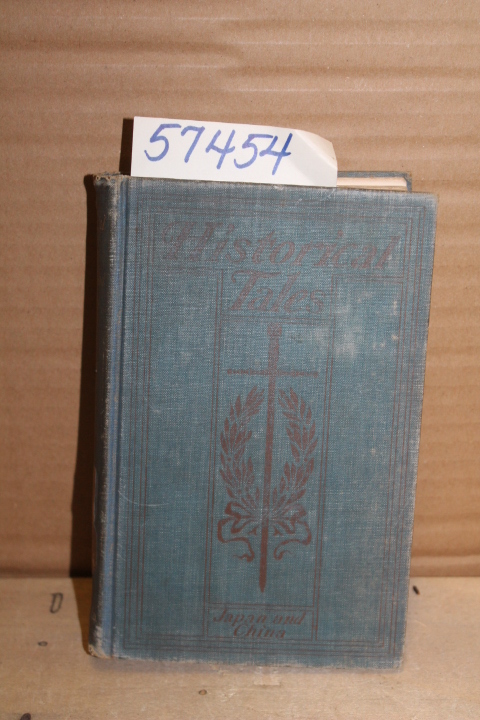 57454
Historical
Tales
Japan and
China
D